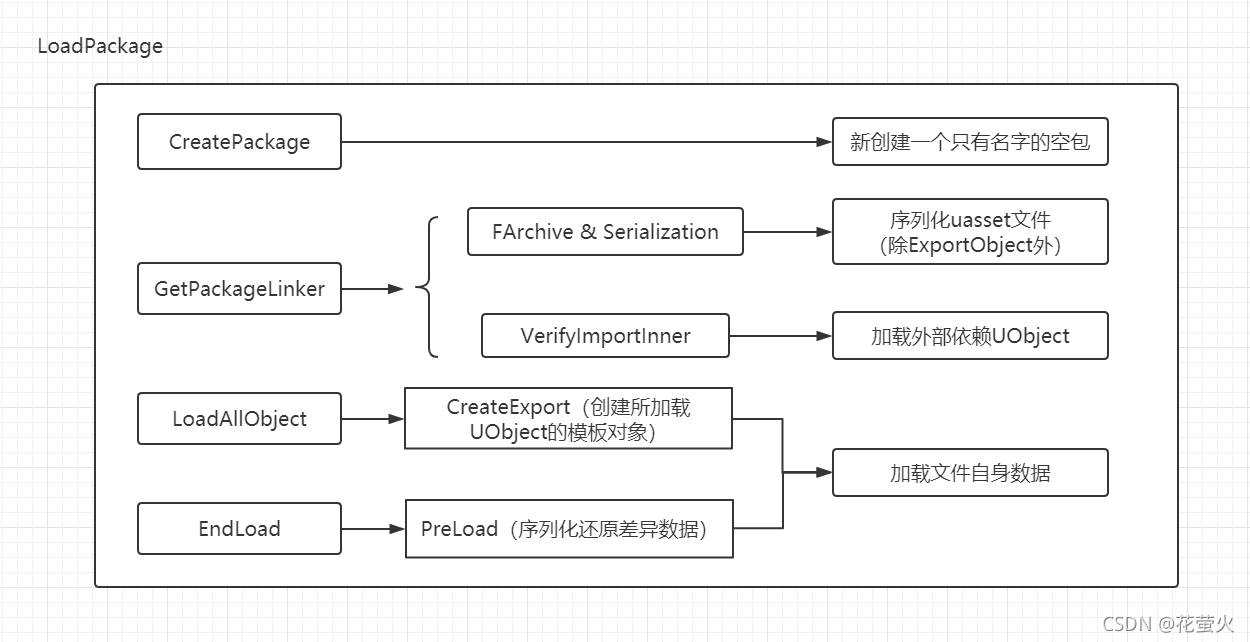 LoadPackage
CreatePackage
新创建一个只有名字的空包
FArchive & Serialization
序列化uasset文件
（除ExportObject外）
GetPackageLinker
VerifyImportInner
加载外部依赖UObject
LoadAllObject
CreateExport（创建所加载
UObject的模板对象）
加载文件自身数据
EndLoad
PreLoad（序列化还原差异数据）
CSDN @花萤火